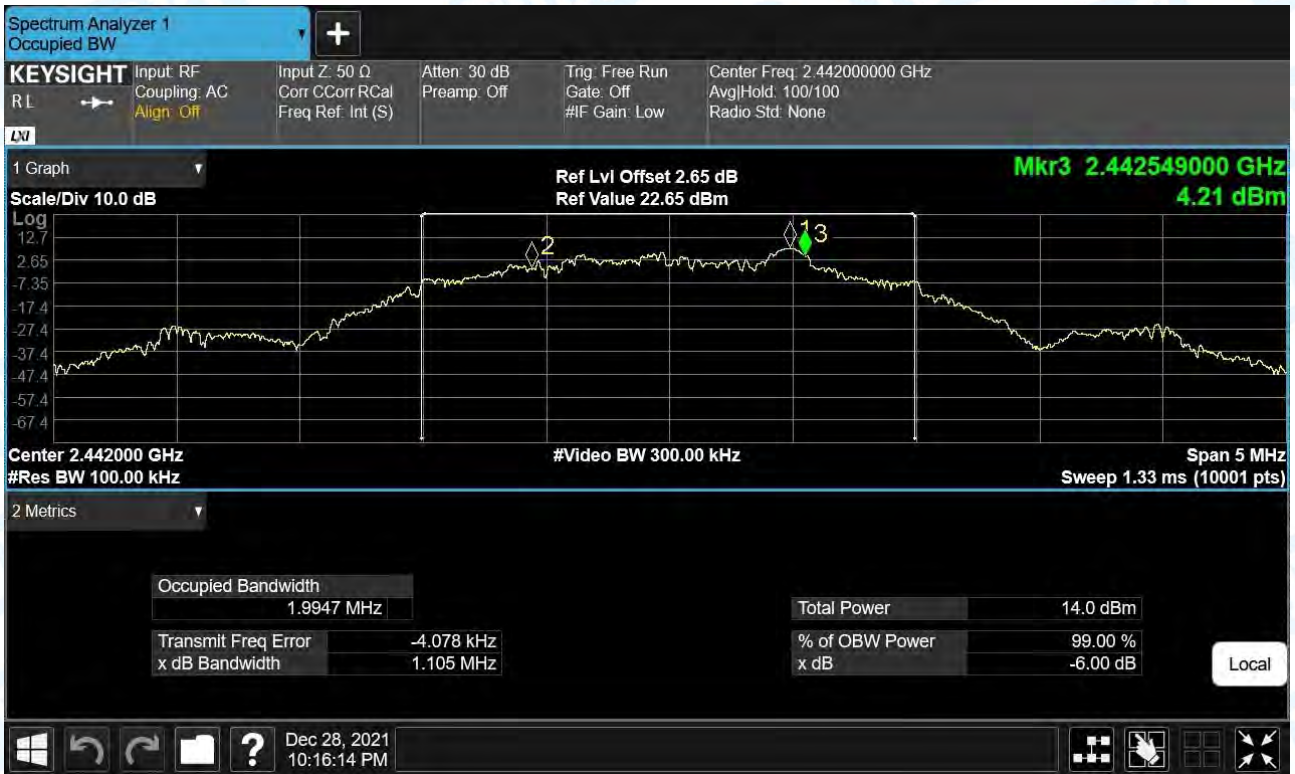 Spectrum Analyzer 1
Occupied BW
+
KEYSIGHT
R L
LXI
Input: RF
Coupling: AC
Align: Off
Input Z: 50 Ω
Corr CCorr RCal
Freq Ref: Int (S)
Atten: 30 dB
Preamp: Off
Trig: Free Run
Gate: Off
#IF Gain: Low
Center Freq: 2.442000000 GHz
Avg|Hold: 100/100
Radio Std: None
1 Graph
Scale/Div 10.0 dB
Ref Lvl Offset 2.65 dB
Ref Value 22.65 dBm
Mkr3 2.442549000 GHz
4.21 dBm
Log
12.7
2.65
-7.35
-17.4
-27.4
-37.4
-47.4
-57.4
-67.4
2
1
3
Center 2.442000 GHz
#Res BW 100.00 kHz
#Video BW 300.00 kHz
Span 5 MHz
Sweep 1.33 ms (10001 pts)
2 Metrics
Occupied Bandwidth
1.9947 MHz
Transmit Freq Error -4.078 kHz
x dB Bandwidth 1.105 MHz
Total Power 14.0 dBm
% of OBW Power 99.00 %
x dB -6.00 dB
Local
?
Dec 28, 2021
10:16:14 PM